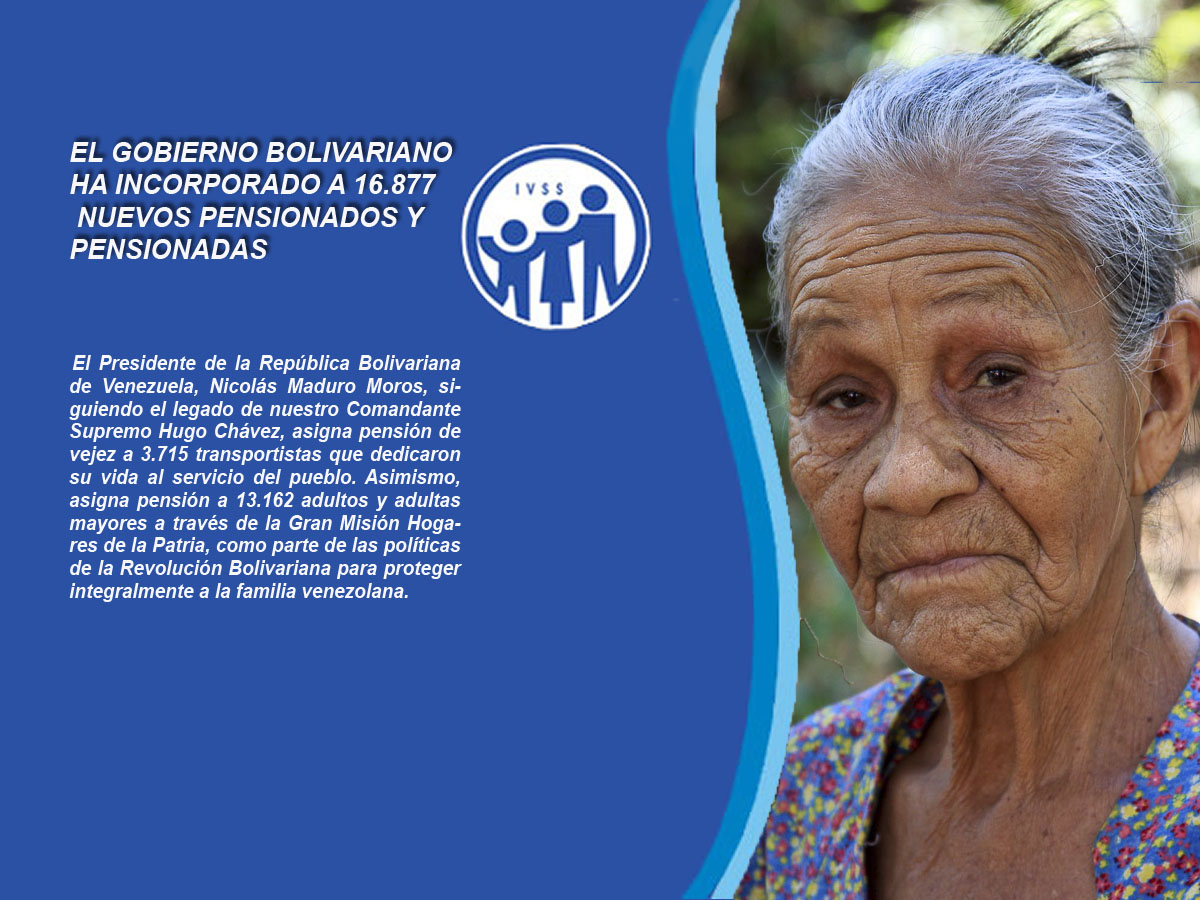 EL GOBIERNO BOLIVARIANO
HA INCORPORADO A 16.877
NUEVOS PENSIONADOS Y
PENSIONADAS
IVSS
El Presidente de la República Bolivariana
de Venezuela, Nicolás Maduro Moros, si-
guiendo el legado de nuestro Comandante
Supremo Hugo Chávez, asigna pensión de
vejez a 3.715 transportistas que dedicaron
su vida al servicio del pueblo. Asimismo,
asigna pensión a 13.162 adultos y adultas
mayores a través de la Gran Misión Hoga-
res de la Patria, como parte de las políticas
de la Revolución Bolivariana para proteger
integralmente a la familia venezolana.